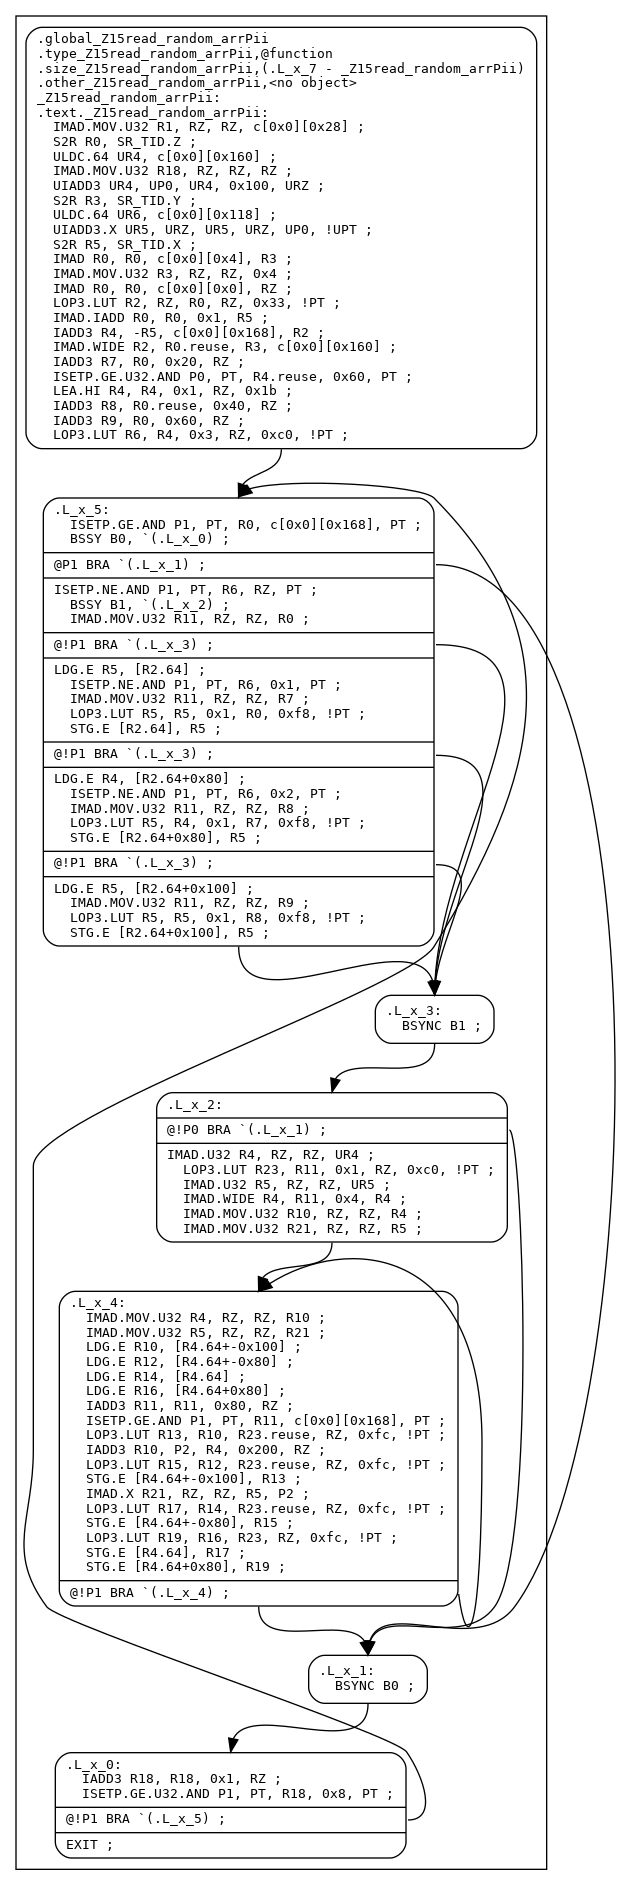 .global_Z15read_random_arrPii
.type_Z15read_random_arrPii,@function
.size_Z15read_random_arrPii,(.L_x_7 - _Z15read_random_arrPii)
.other_Z15read_random_arrPii,<no object>
_Z15read_random_arrPii:
.text._Z15read_random_arrPii:
IMAD.MOV.U32 R1, RZ, RZ, c[0x0][0x28] ;
S2R R0, SR_TID.Z ;
ULDC.64 UR4, c[0x0][0x160] ;
IMAD.MOV.U32 R18, RZ, RZ, RZ ;
UIADD3 UR4, UP0, UR4, 0x100, URZ ;
S2R R3, SR_TID.Y ;
ULDC.64 UR6, c[0x0][0x118] ;
UIADD3.X UR5, URZ, UR5, URZ, UP0, !UPT ;
S2R R5, SR_TID.X ;
IMAD R0, R0, c[0x0][0x4], R3 ;
IMAD.MOV.U32 R3, RZ, RZ, 0x4 ;
IMAD R0, R0, c[0x0][0x0], RZ ;
LOP3.LUT R2, RZ, R0, RZ, 0x33, !PT ;
IMAD.IADD R0, R0, 0x1, R5 ;
IADD3 R4, -R5, c[0x0][0x168], R2 ;
IMAD.WIDE R2, R0.reuse, R3, c[0x0][0x160] ;
IADD3 R7, R0, 0x20, RZ ;
ISETP.GE.U32.AND P0, PT, R4.reuse, 0x60, PT ;
LEA.HI R4, R4, 0x1, RZ, 0x1b ;
IADD3 R8, R0.reuse, 0x40, RZ ;
IADD3 R9, R0, 0x60, RZ ;
LOP3.LUT R6, R4, 0x3, RZ, 0xc0, !PT ;
.L_x_5:
ISETP.GE.AND P1, PT, R0, c[0x0][0x168], PT ;
BSSY B0, `(.L_x_0) ;
@P1 BRA `(.L_x_1) ;
ISETP.NE.AND P1, PT, R6, RZ, PT ;
BSSY B1, `(.L_x_2) ;
IMAD.MOV.U32 R11, RZ, RZ, R0 ;
@!P1 BRA `(.L_x_3) ;
LDG.E R5, [R2.64] ;
ISETP.NE.AND P1, PT, R6, 0x1, PT ;
IMAD.MOV.U32 R11, RZ, RZ, R7 ;
LOP3.LUT R5, R5, 0x1, R0, 0xf8, !PT ;
STG.E [R2.64], R5 ;
@!P1 BRA `(.L_x_3) ;
LDG.E R4, [R2.64+0x80] ;
ISETP.NE.AND P1, PT, R6, 0x2, PT ;
IMAD.MOV.U32 R11, RZ, RZ, R8 ;
LOP3.LUT R5, R4, 0x1, R7, 0xf8, !PT ;
STG.E [R2.64+0x80], R5 ;
@!P1 BRA `(.L_x_3) ;
LDG.E R5, [R2.64+0x100] ;
IMAD.MOV.U32 R11, RZ, RZ, R9 ;
LOP3.LUT R5, R5, 0x1, R8, 0xf8, !PT ;
STG.E [R2.64+0x100], R5 ;
.L_x_3:
BSYNC B1 ;
.L_x_2:
@!P0 BRA `(.L_x_1) ;
IMAD.U32 R4, RZ, RZ, UR4 ;
LOP3.LUT R23, R11, 0x1, RZ, 0xc0, !PT ;
IMAD.U32 R5, RZ, RZ, UR5 ;
IMAD.WIDE R4, R11, 0x4, R4 ;
IMAD.MOV.U32 R10, RZ, RZ, R4 ;
IMAD.MOV.U32 R21, RZ, RZ, R5 ;
.L_x_4:
IMAD.MOV.U32 R4, RZ, RZ, R10 ;
IMAD.MOV.U32 R5, RZ, RZ, R21 ;
LDG.E R10, [R4.64+-0x100] ;
LDG.E R12, [R4.64+-0x80] ;
LDG.E R14, [R4.64] ;
LDG.E R16, [R4.64+0x80] ;
IADD3 R11, R11, 0x80, RZ ;
ISETP.GE.AND P1, PT, R11, c[0x0][0x168], PT ;
LOP3.LUT R13, R10, R23.reuse, RZ, 0xfc, !PT ;
IADD3 R10, P2, R4, 0x200, RZ ;
LOP3.LUT R15, R12, R23.reuse, RZ, 0xfc, !PT ;
STG.E [R4.64+-0x100], R13 ;
IMAD.X R21, RZ, RZ, R5, P2 ;
LOP3.LUT R17, R14, R23.reuse, RZ, 0xfc, !PT ;
STG.E [R4.64+-0x80], R15 ;
LOP3.LUT R19, R16, R23, RZ, 0xfc, !PT ;
STG.E [R4.64], R17 ;
STG.E [R4.64+0x80], R19 ;
@!P1 BRA `(.L_x_4) ;
.L_x_1:
BSYNC B0 ;
.L_x_0:
IADD3 R18, R18, 0x1, RZ ;
ISETP.GE.U32.AND P1, PT, R18, 0x8, PT ;
@!P1 BRA `(.L_x_5) ;
EXIT ;